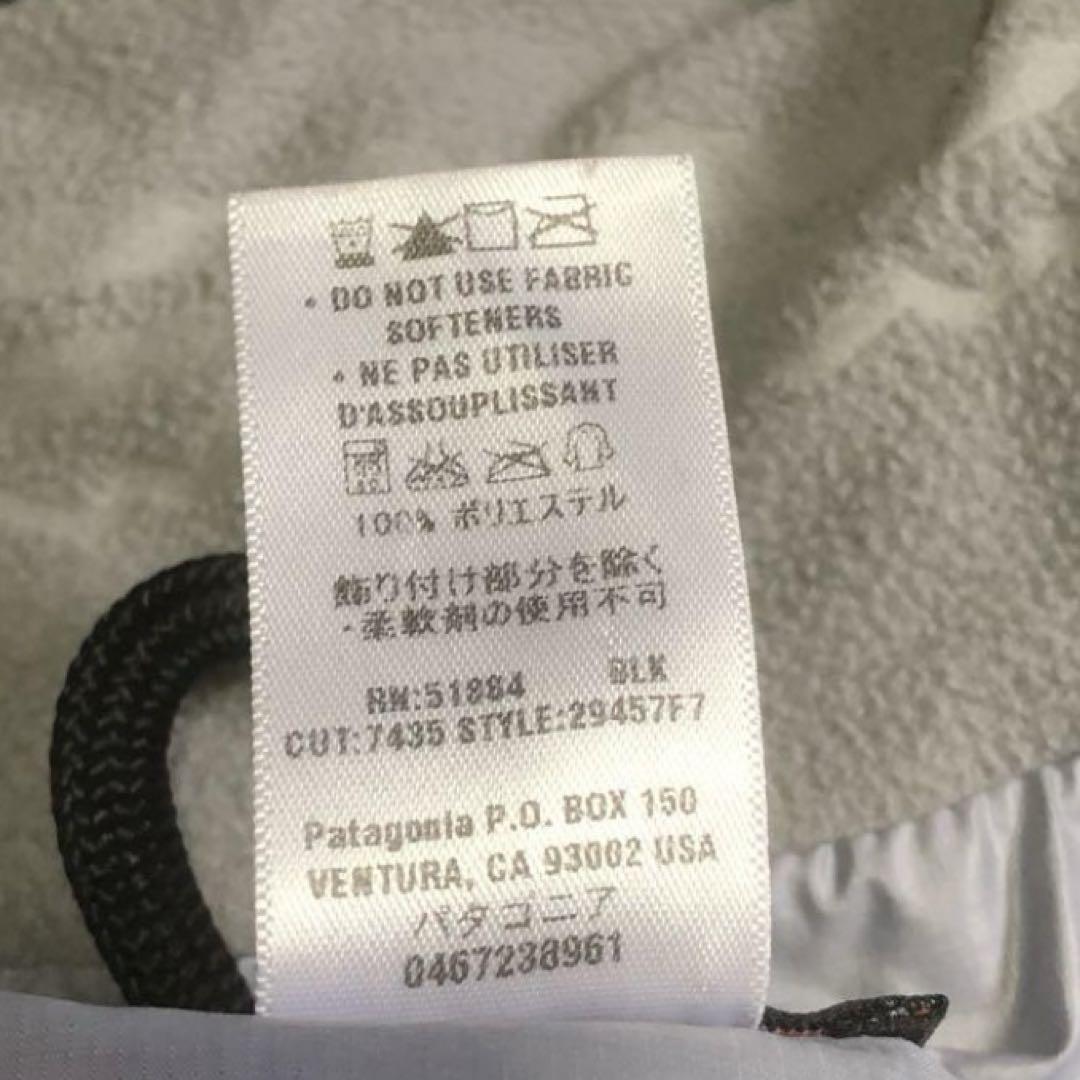 • DO NOT USE FABRIC
SOFTENERS
• NE PAS UTILISER
D'ASSOUPLISSANT
100% ポリエステル
飾り付け部分を除く
・柔軟剤の使用不可
RN:51884 BLK
CUT:7435 STYLE:29457F7
Patagonia P.O. BOX 150
VENTURA, CA 93002 USA
パタゴニア
0467238961